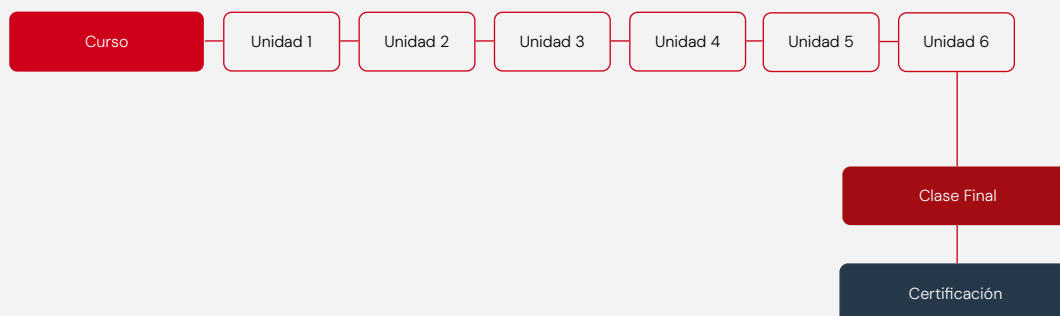 Curso
Unidad 1
Unidad 2
Unidad 3
Unidad 4
Unidad 5
Unidad 6
Clase Final
Certificación